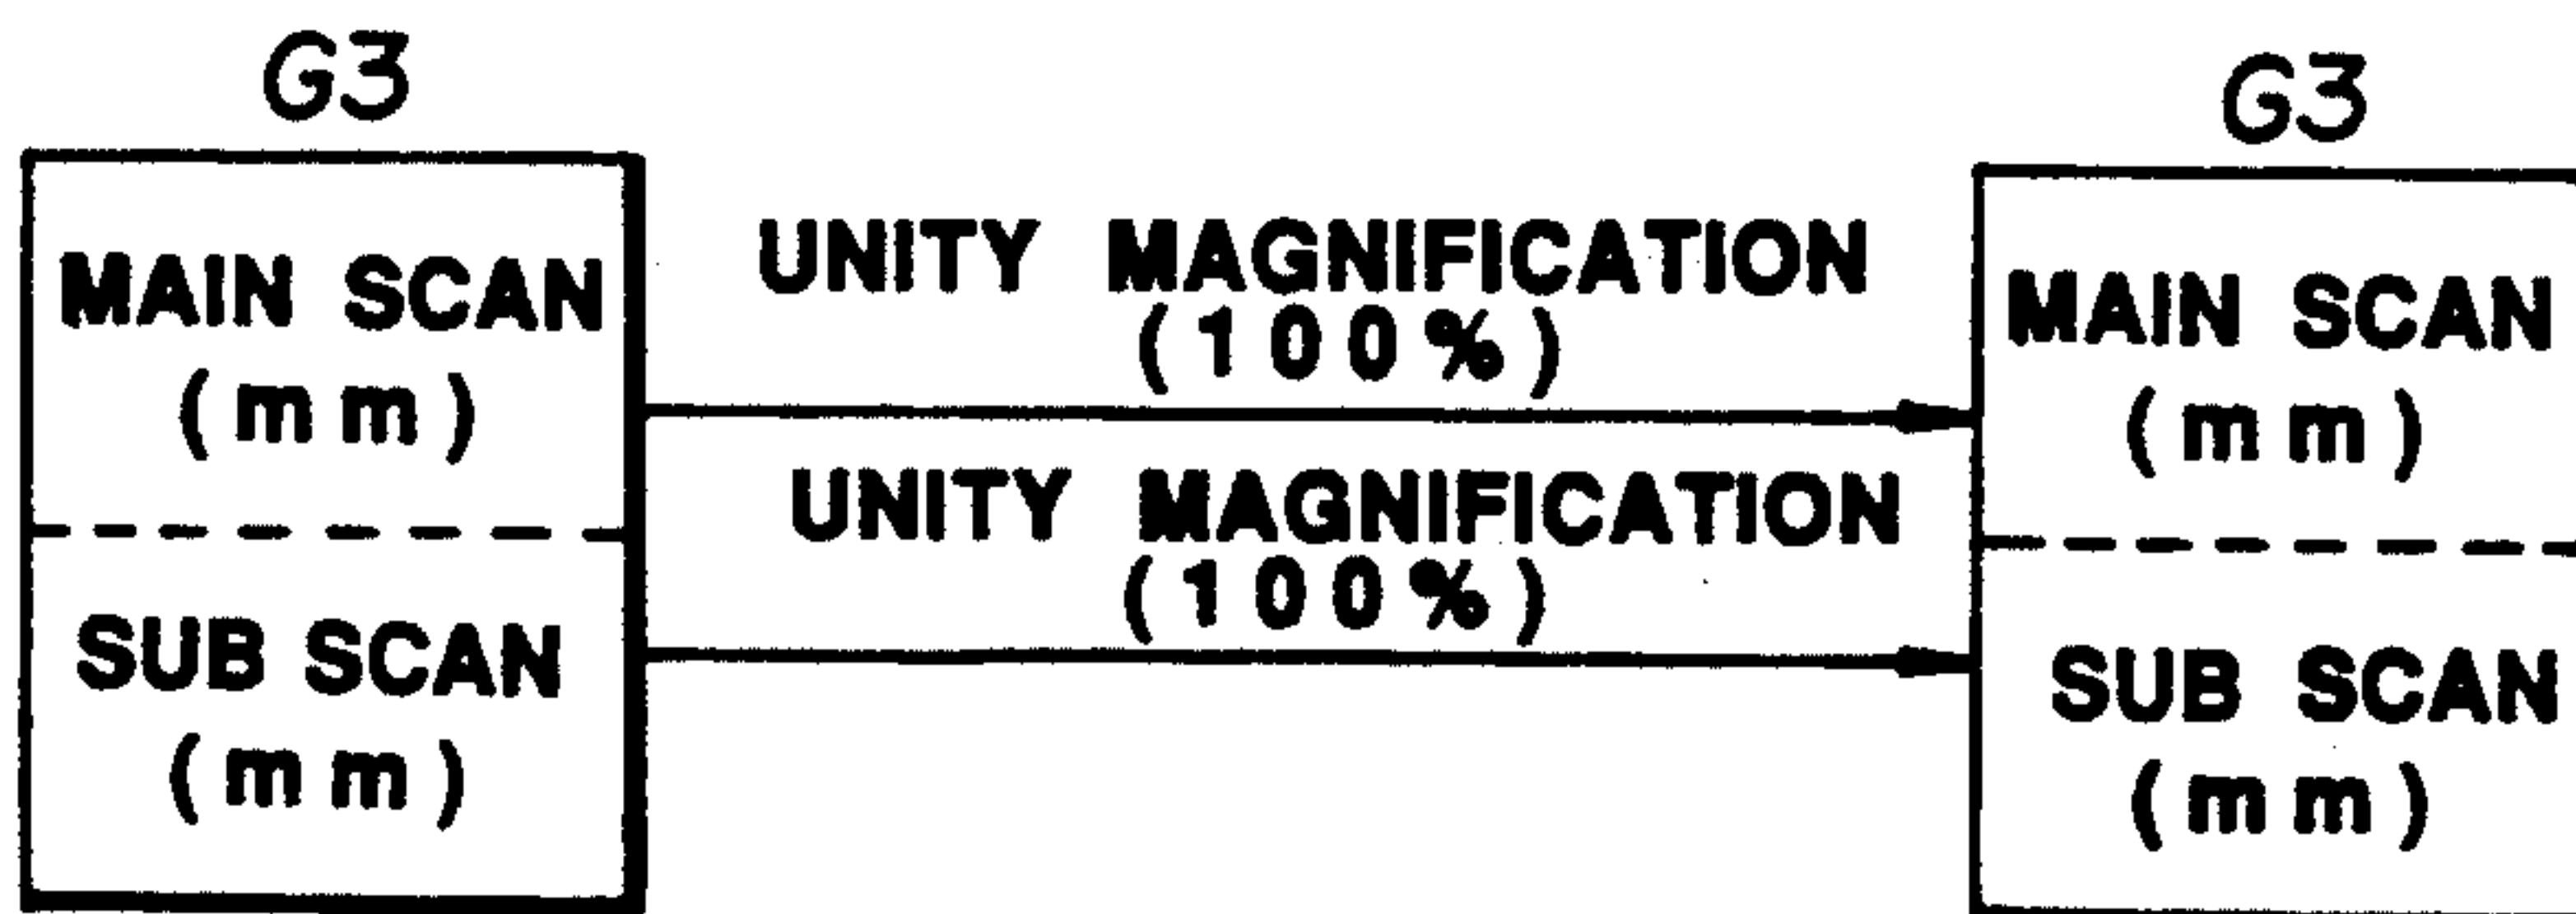 G3
MAIN SCAN
(mm)
SUB SCAN
(mm)
UNITY MAGNIFICATION
(100%)
UNITY MAGNIFICATION
(100%)
G3
MAIN SCAN
(mm)
SUB SCAN
(mm)